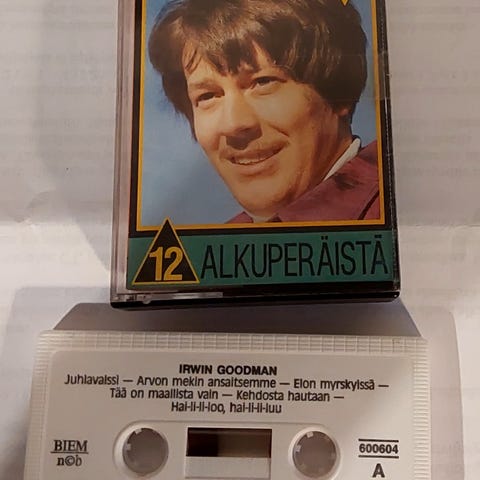 12 ALKUPERÄISTÄ
IRWIN GOODMAN
Juhlavalssi — Arvon mekin ansaitsemme — Elon myrskyissä —
Tää on maallista vain — Kehdosta hautaan —
Hai-li-li-loo, hai-li-li-luu
BIEM
n©b
600604
A